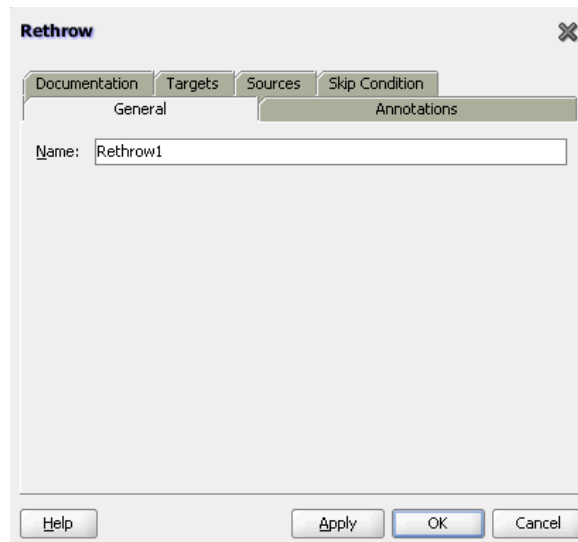 Rethrow
Documentation Targets Sources Skip Condition
General Annotations
Name: Rethrow1
Help Apply OK Cancel